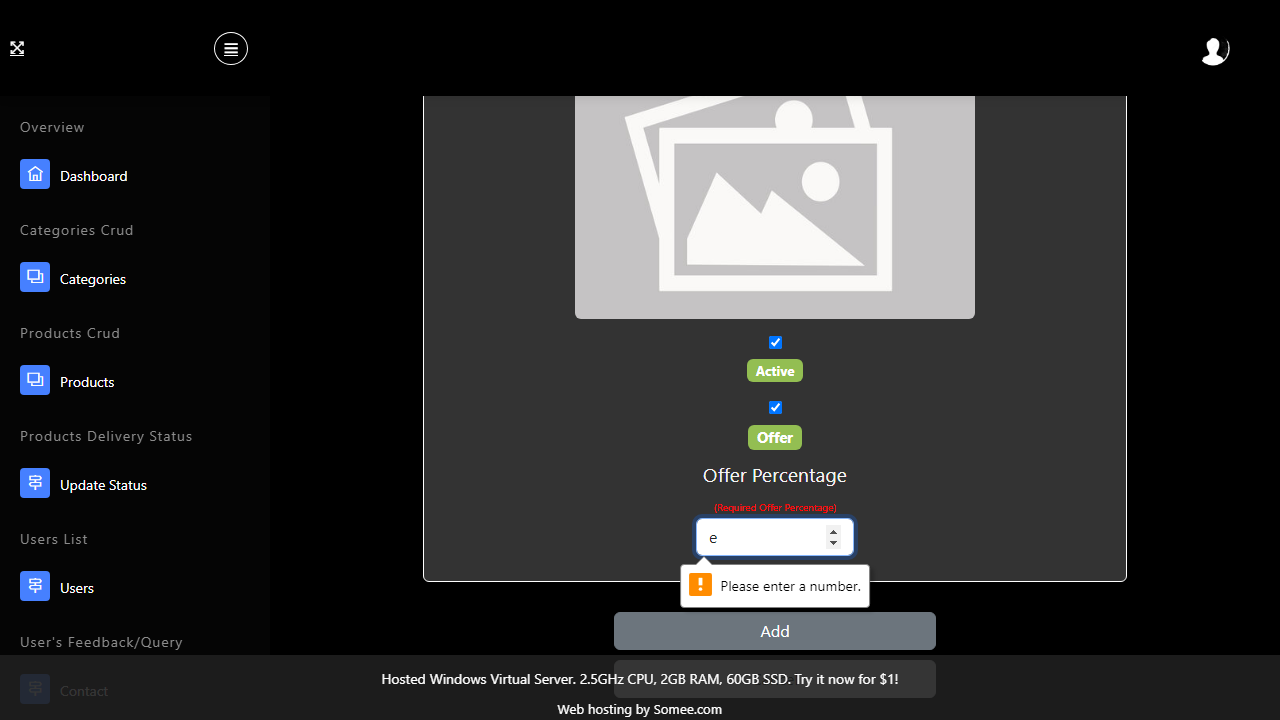 Overview
Dashboard
Categories Crud
Categories
Products Crud
Products
Products Delivery Status
Update Status
Users List
Users
User's Feedback/Query
Contact
Active
Offer
Offer Percentage
(Required Offer Percentage)
e
Please enter a number.
Add
Hosted Windows Virtual Server. 2.5GHz CPU, 2GB RAM, 60GB SSD. Try it now for $1!
Web hosting by Somee.com